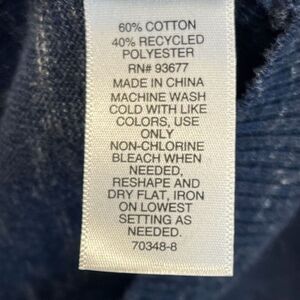 60% COTTON
40% RECYCLED
POLYESTER
RN# 93677
MADE IN CHINA
MACHINE WASH
COLD WITH LIKE
COLORS, USE
ONLY
NON-CHLORINE
BLEACH WHEN
NEEDED,
RESHAPE AND
DRY FLAT, IRON
ON LOWEST
SETTING AS
NEEDED.
70348-8